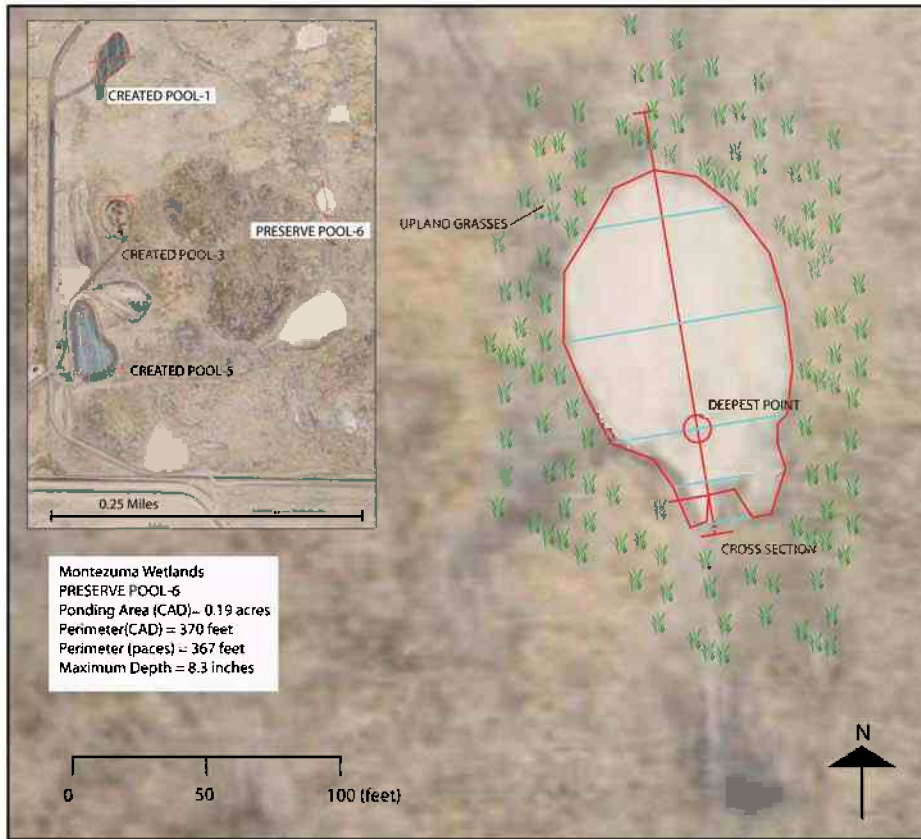 CREATED POOL-1
PRESERVE POOL-6
CREATED POOL-3
CREATED POOL-5
0.25 Miles
UPLAND GRASSES
DEEPEST POINT
CROSS SECTION
Montezuma Wetlands
PRESERVE POOL-6
Ponding Area (CAD)= 0.19 acres
Perimeter(CAD) = 370 feet
Perimeter (paces) = 367 feet
Maximum Depth = 8.3 inches
0 50 100 (feet)
N